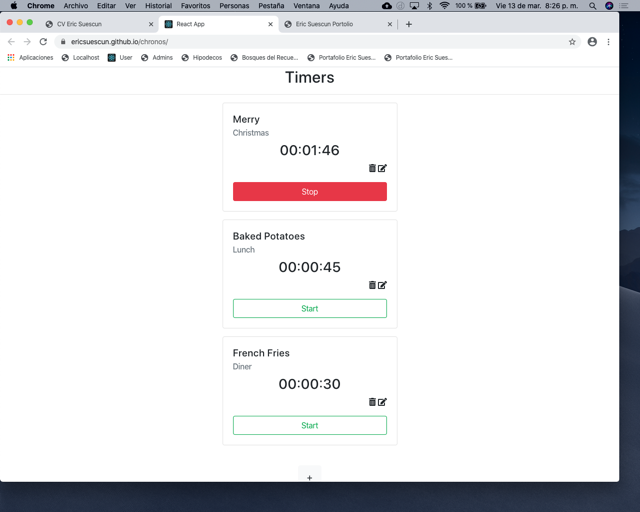 Chrome Archivo Editar Ver Historial Favoritos Personas Pestaña Ventana Ayuda 100 % Vie 13 de mar. 8:26 p. m.
CV Eric Suescun React App Eric Suescun Portolio
ericsuescun.github.io/chronos/
Aplicaciones Localhost User Admins Hipodecos Bosques del Recue... Portafolio Eric Sues... Portafolio Eric Sues...
Timers
Merry
Christmas
00:01:46
Stop
Baked Potatoes
Lunch
00:00:45
Start
French Fries
Diner
00:00:30
Start
+